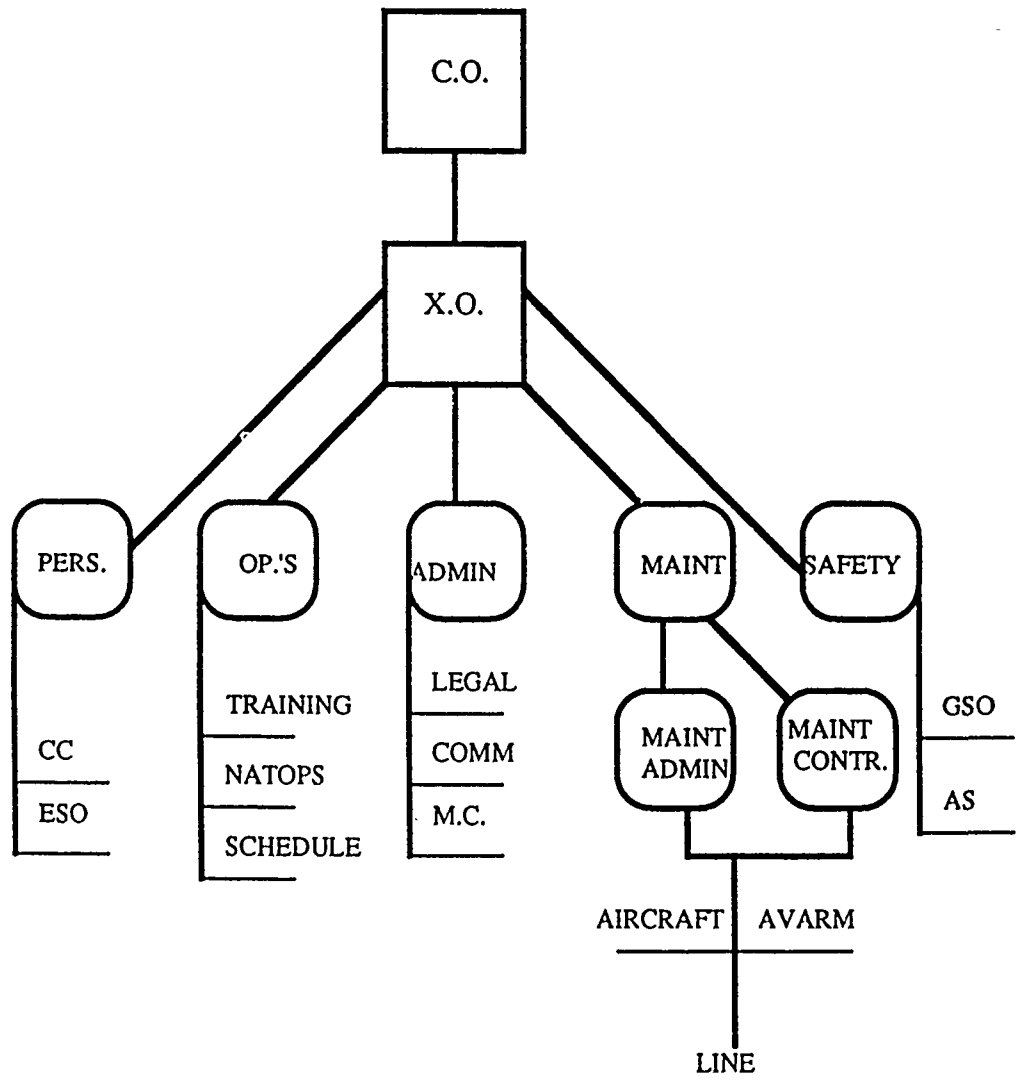 C.O.
X.O.
PERS.
OP.'S
ADMIN
MAINT
SAFETY
CC
ESO
TRAINING
NATOPS
SCHEDULE
LEGAL
COMM
M.C.
MAINT
ADMIN
MAINT
CONTR.
GSO
AS
AIRCRAFT
AVARM
LINE